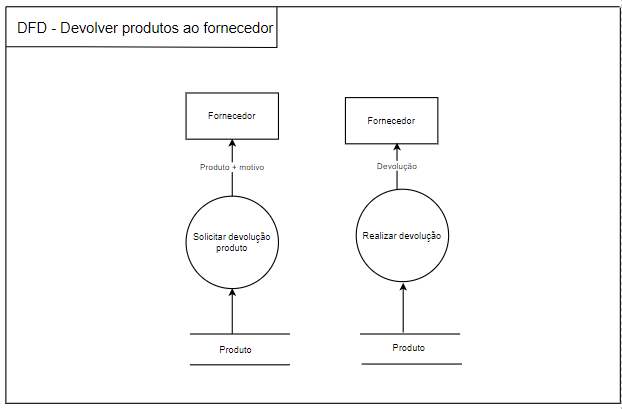 DFD - Devolver produtos ao fornecedor
Fornecedor
Fornecedor
Produto + motivo
Devolução
Solicitar devolução
produto
Realizar devolução
Produto
Produto